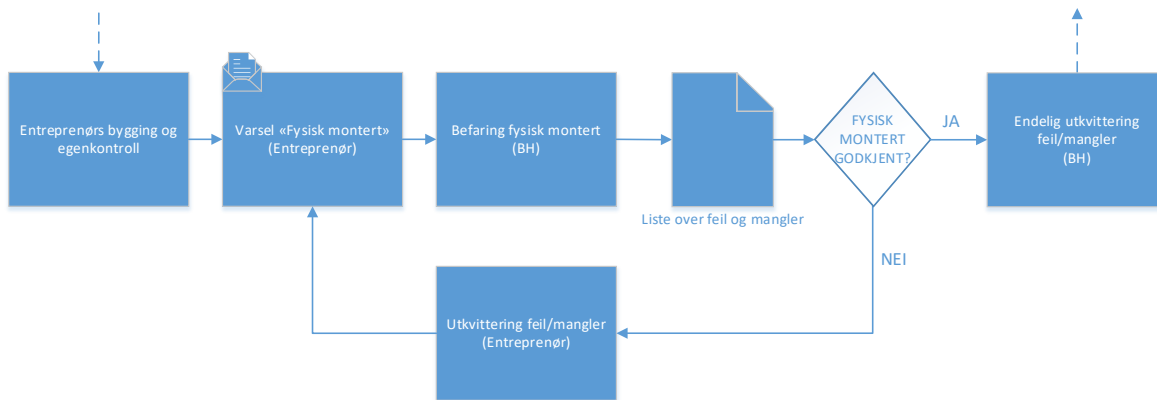 Entreprenørs bygging og
egenkontroll
Varsel «Fysisk montert»
(Entreprenør)
Befaring fysisk montert
(BH)
Liste over feil og mangler
FYSISK
MONTERT
GODKJENT?
JA
Endelig utkvittering
feil/mangler
(BH)
NEI
Utkvittering feil/mangler
(Entreprenør)